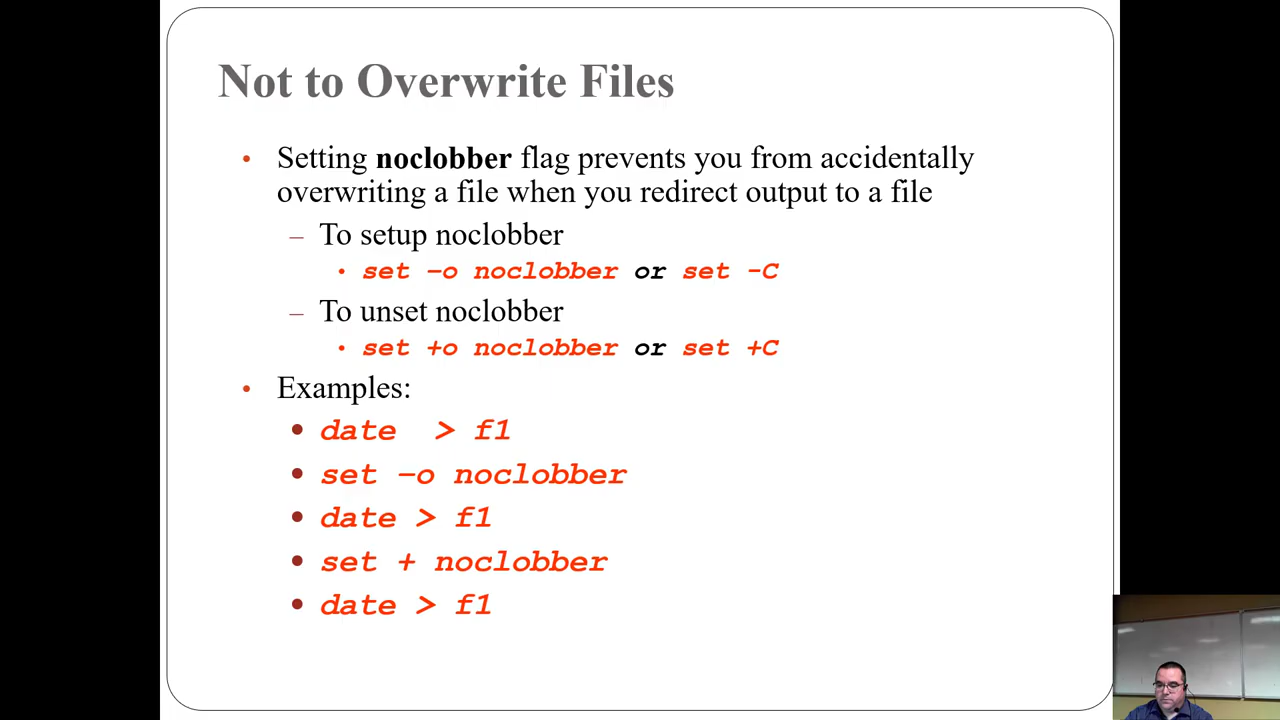 Not to Overwrite Files
• Setting noclobber flag prevents you from accidentally
overwriting a file when you redirect output to a file
– To setup noclobber
• set –o noclobber or set -C
– To unset noclobber
• set +o noclobber or set +C
• Examples:
• date  > f1
• set –o noclobber
• date > f1
• set + noclobber
• date > f1